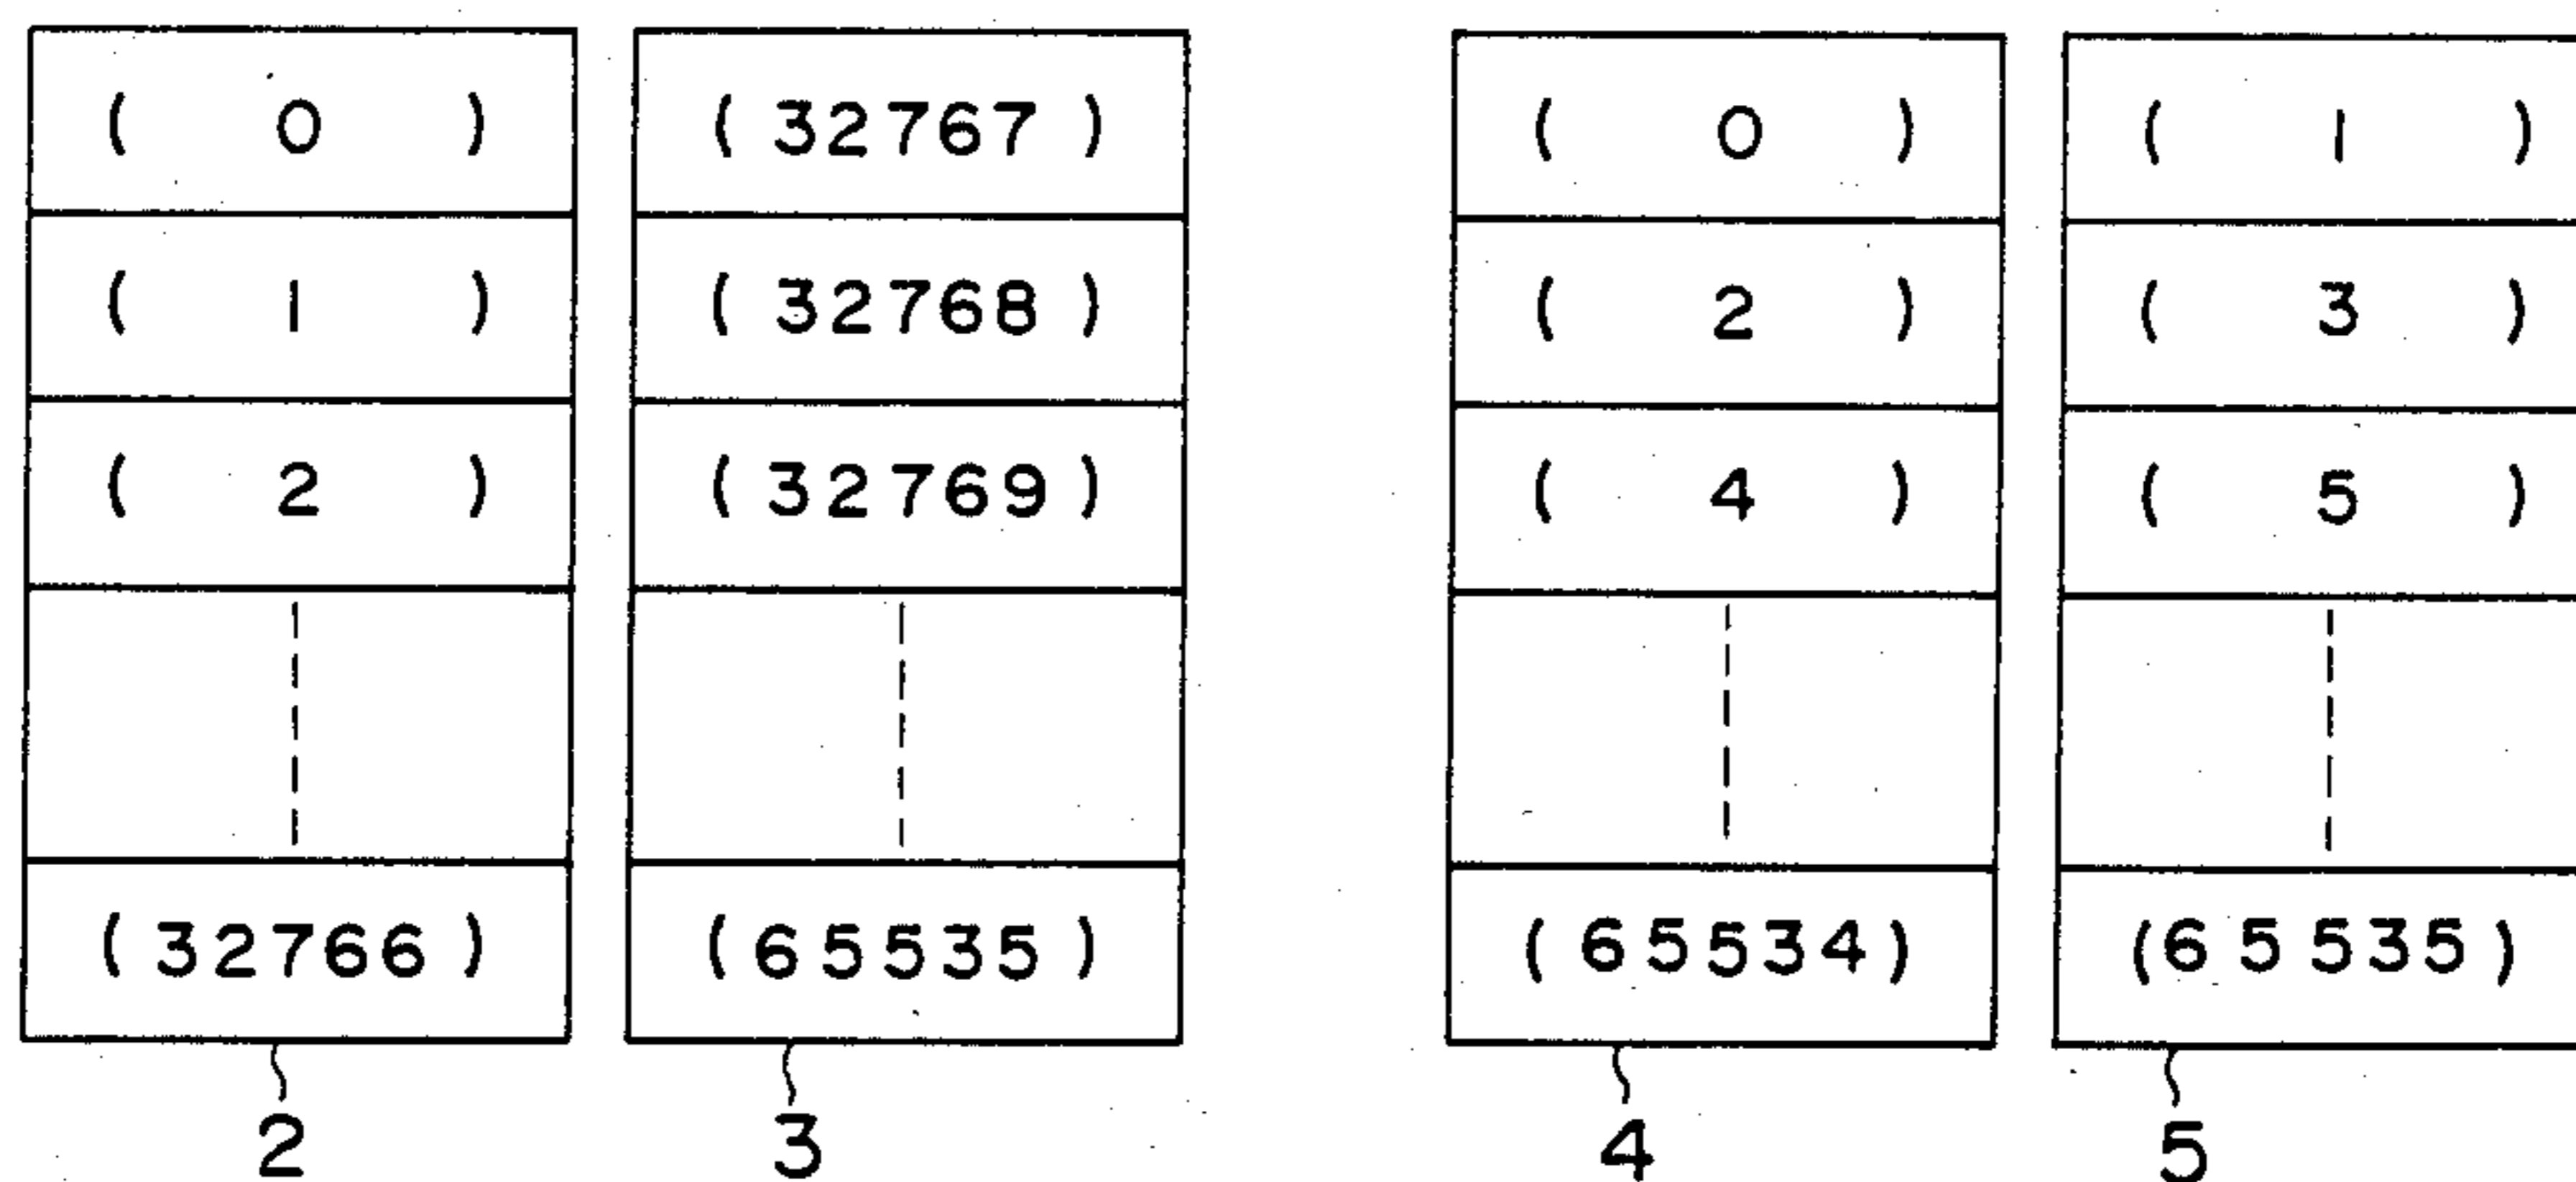 ( 0 ) ( 32767 ) ( 0 ) ( 1 )
( 1 ) ( 32768 ) ( 2 ) ( 3 )
( 2 ) ( 32769 ) ( 4 ) ( 5 )
( 32766 ) ( 65535 ) ( 65534 ) ( 65535 )
2 3 4 5